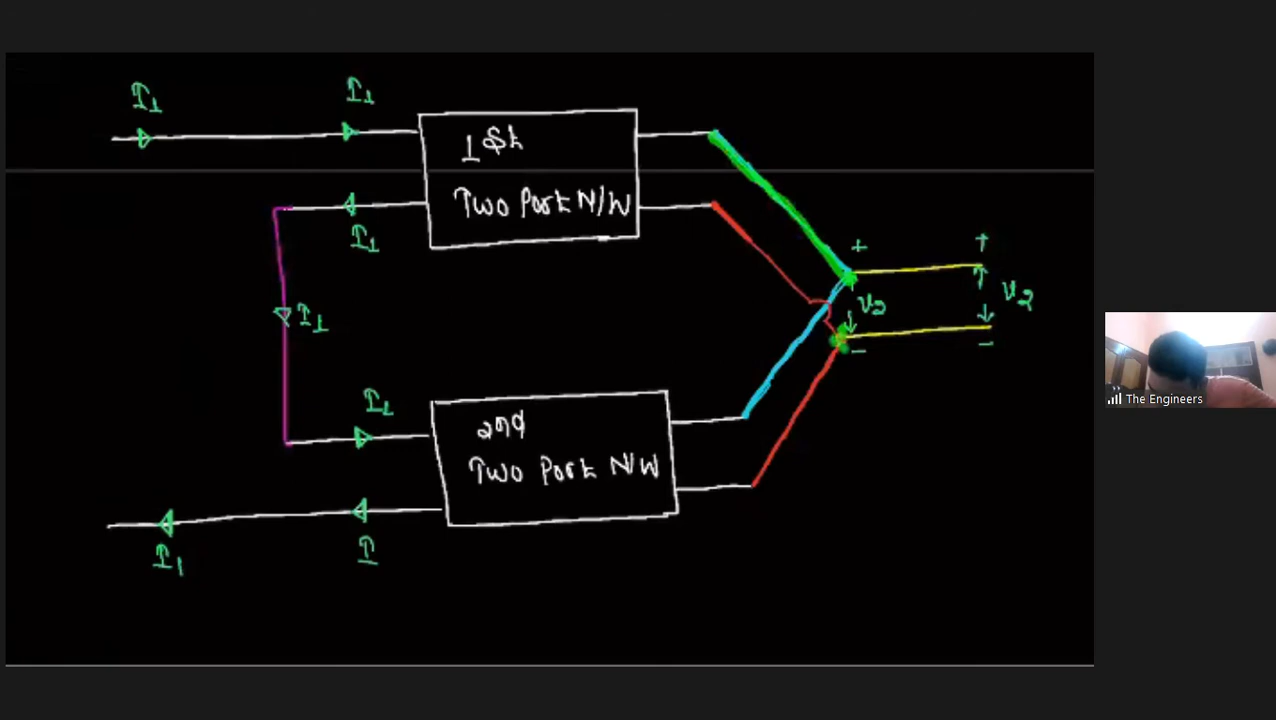 I1
I1
1st
Two Port N/W
I1
+
+
V2
V2
I1
-
-
I1
2nd
Two Port N/W
The Engineers
I1
I